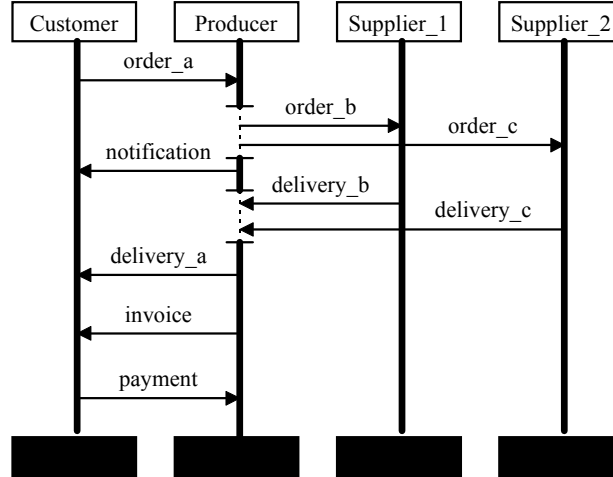 Customer
Producer
Supplier_1
Supplier_2
order_a
order_b
order_c
notification
delivery_b
delivery_c
delivery_a
invoice
payment